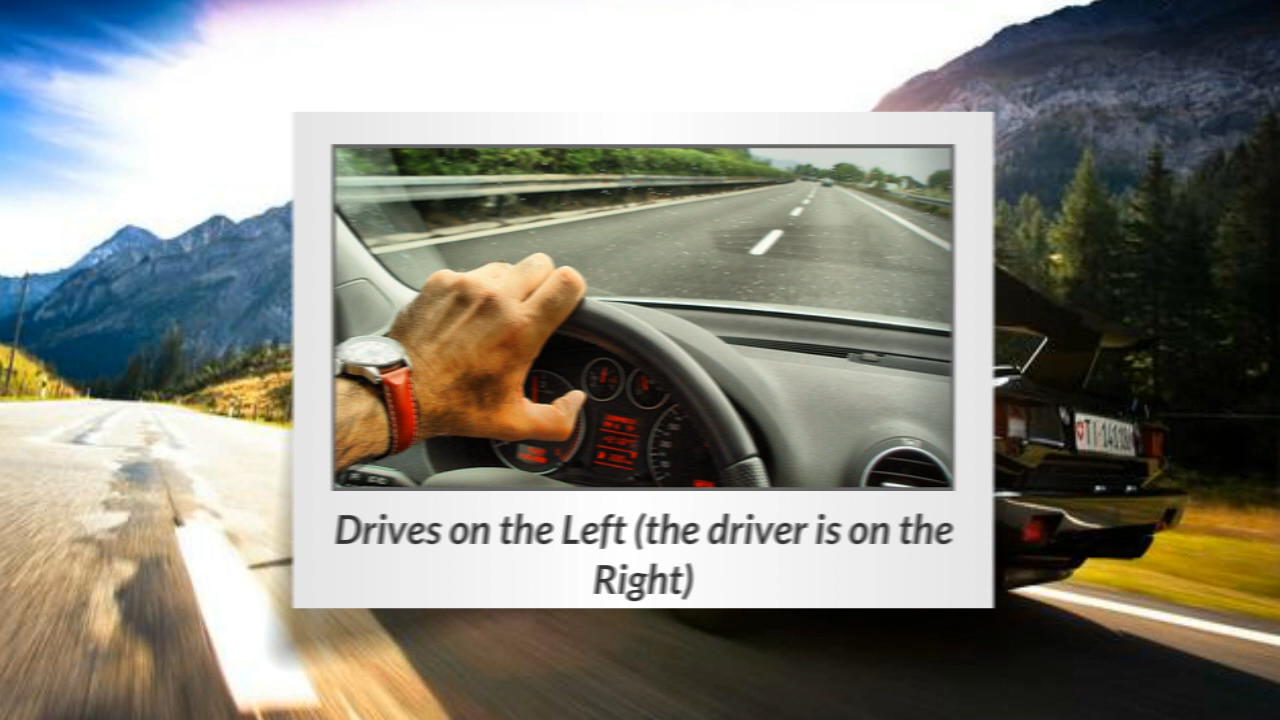 Drives on the Left (the driver is on the
Right)